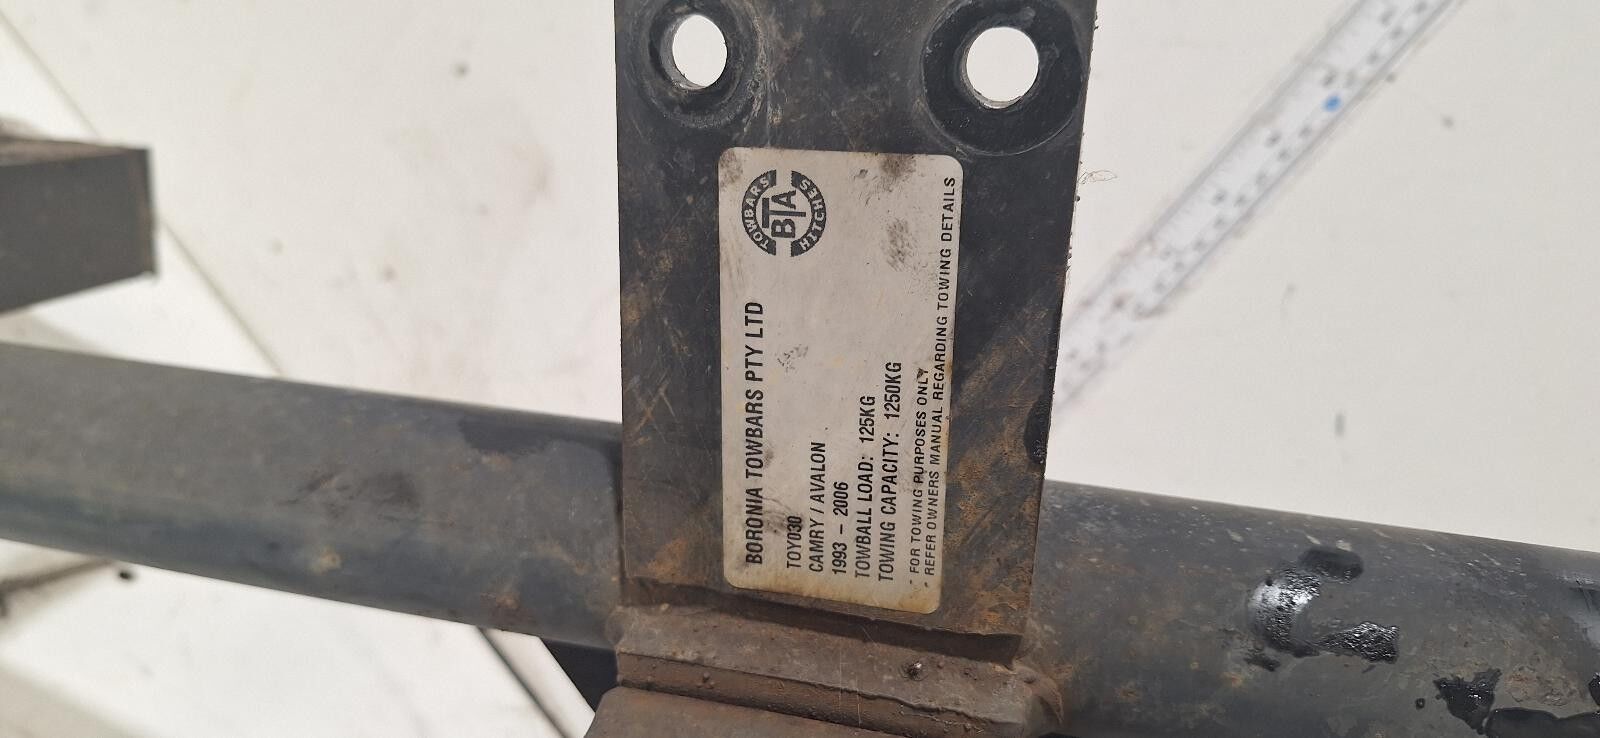 TOWBARS
BTA
HITCHES
BORONIA TOWBARS PTY LTD
TOY030
CAMRY / AVALON
1993 - 2006
TOWBALL LOAD: 125KG
TOWING CAPACITY: 1250KG
* FOR TOWING PURPOSES ONLY
* REFER OWNERS MANUAL REGARDING TOWING DETAILS